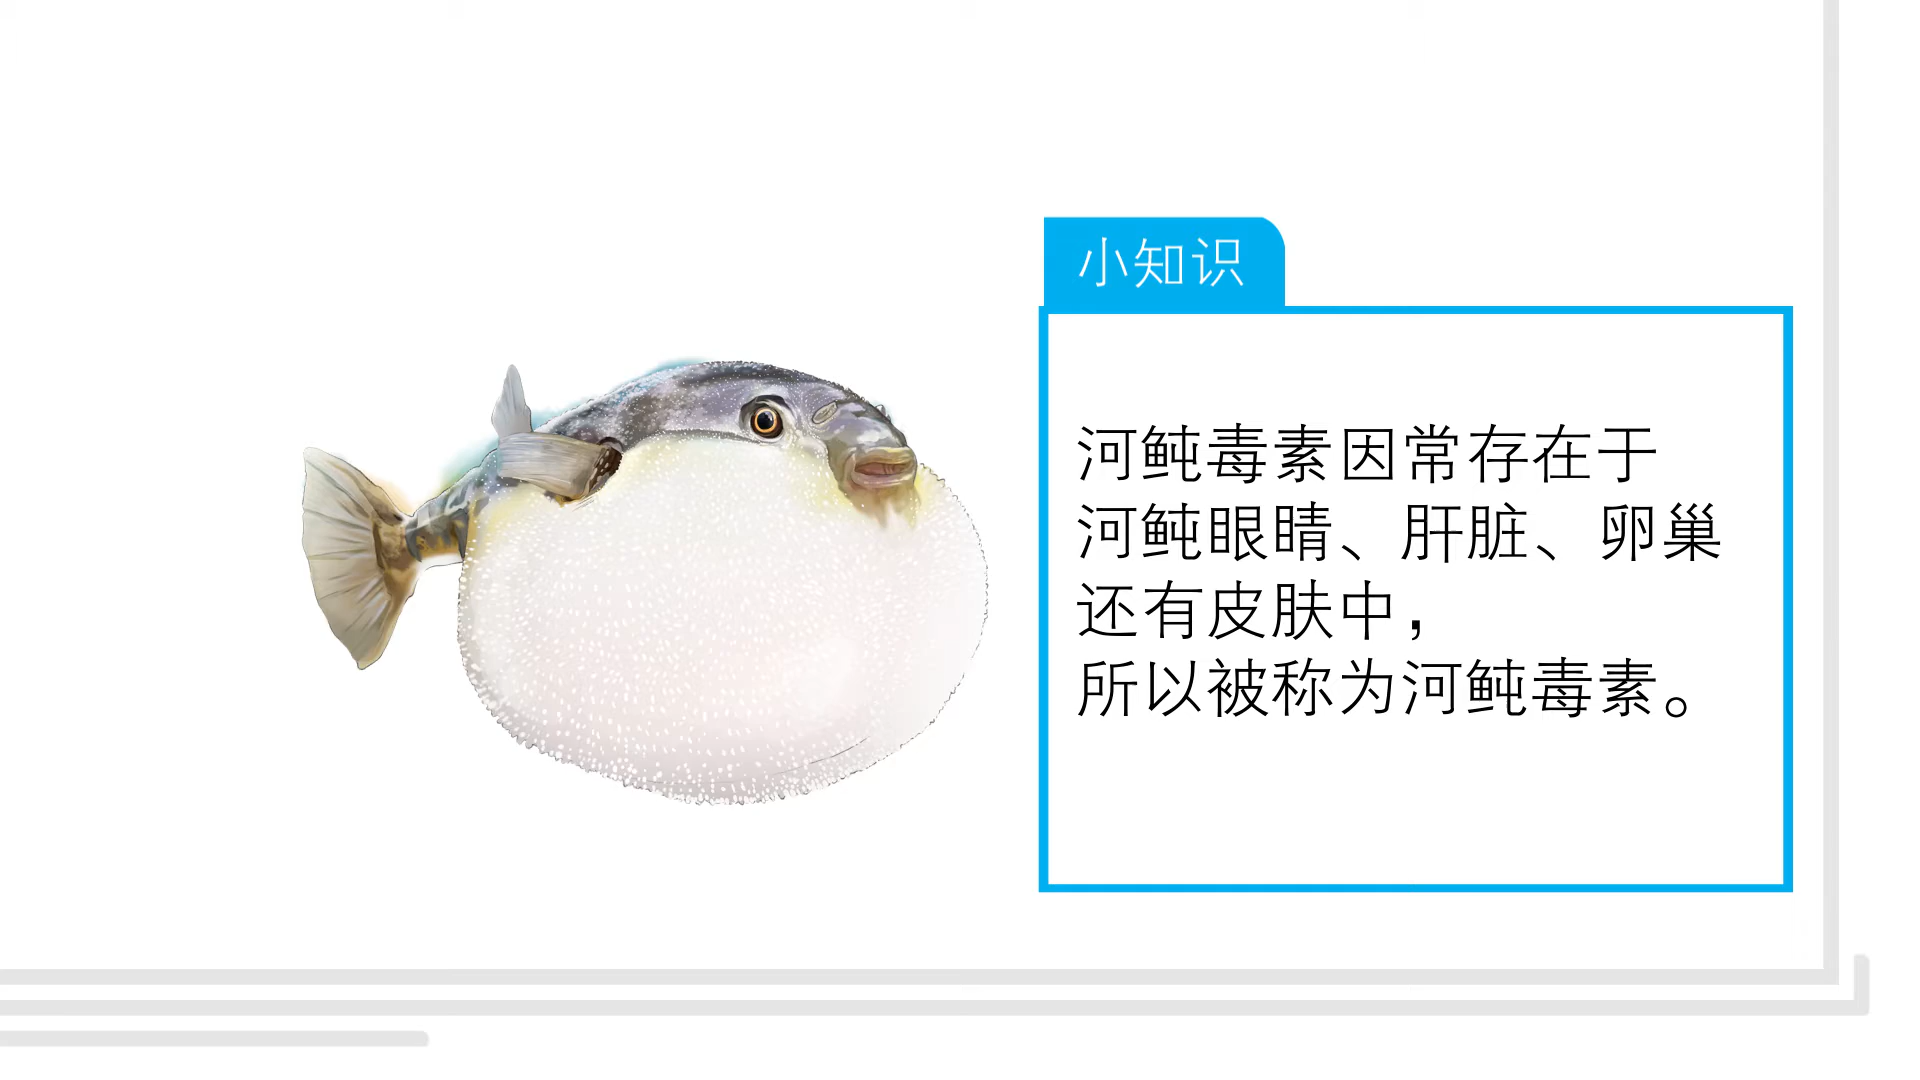 小知识
河鲀毒素因常存在于
河鲀眼睛、肝脏、卵巢
还有皮肤中，
所以被称为河鲀毒素。